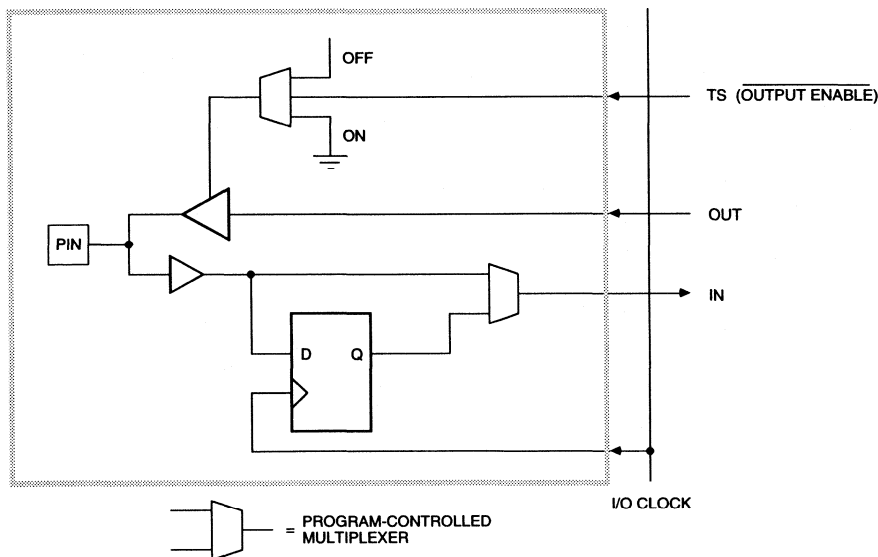 OFF
TS (OUTPUT ENABLE)
ON
OUT
PIN
IN
D Q
I/O CLOCK
= PROGRAM-CONTROLLED
MULTIPLEXER